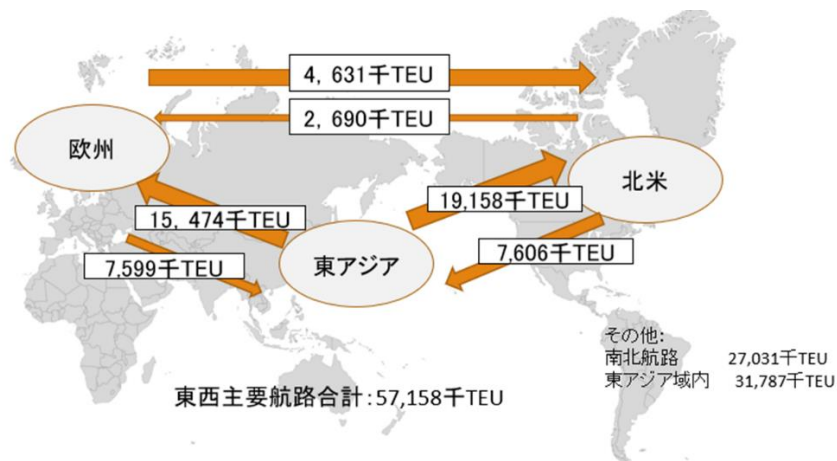 4, 631千TEU
2, 690千TEU
欧州
北米
19,158千TEU
15, 474千TEU
東アジア
7,606千TEU
7,599千TEU
その他:
南北航路 27,031千TEU
東アジア域内 31,787千TEU
東西主要航路合計:57,158千TEU